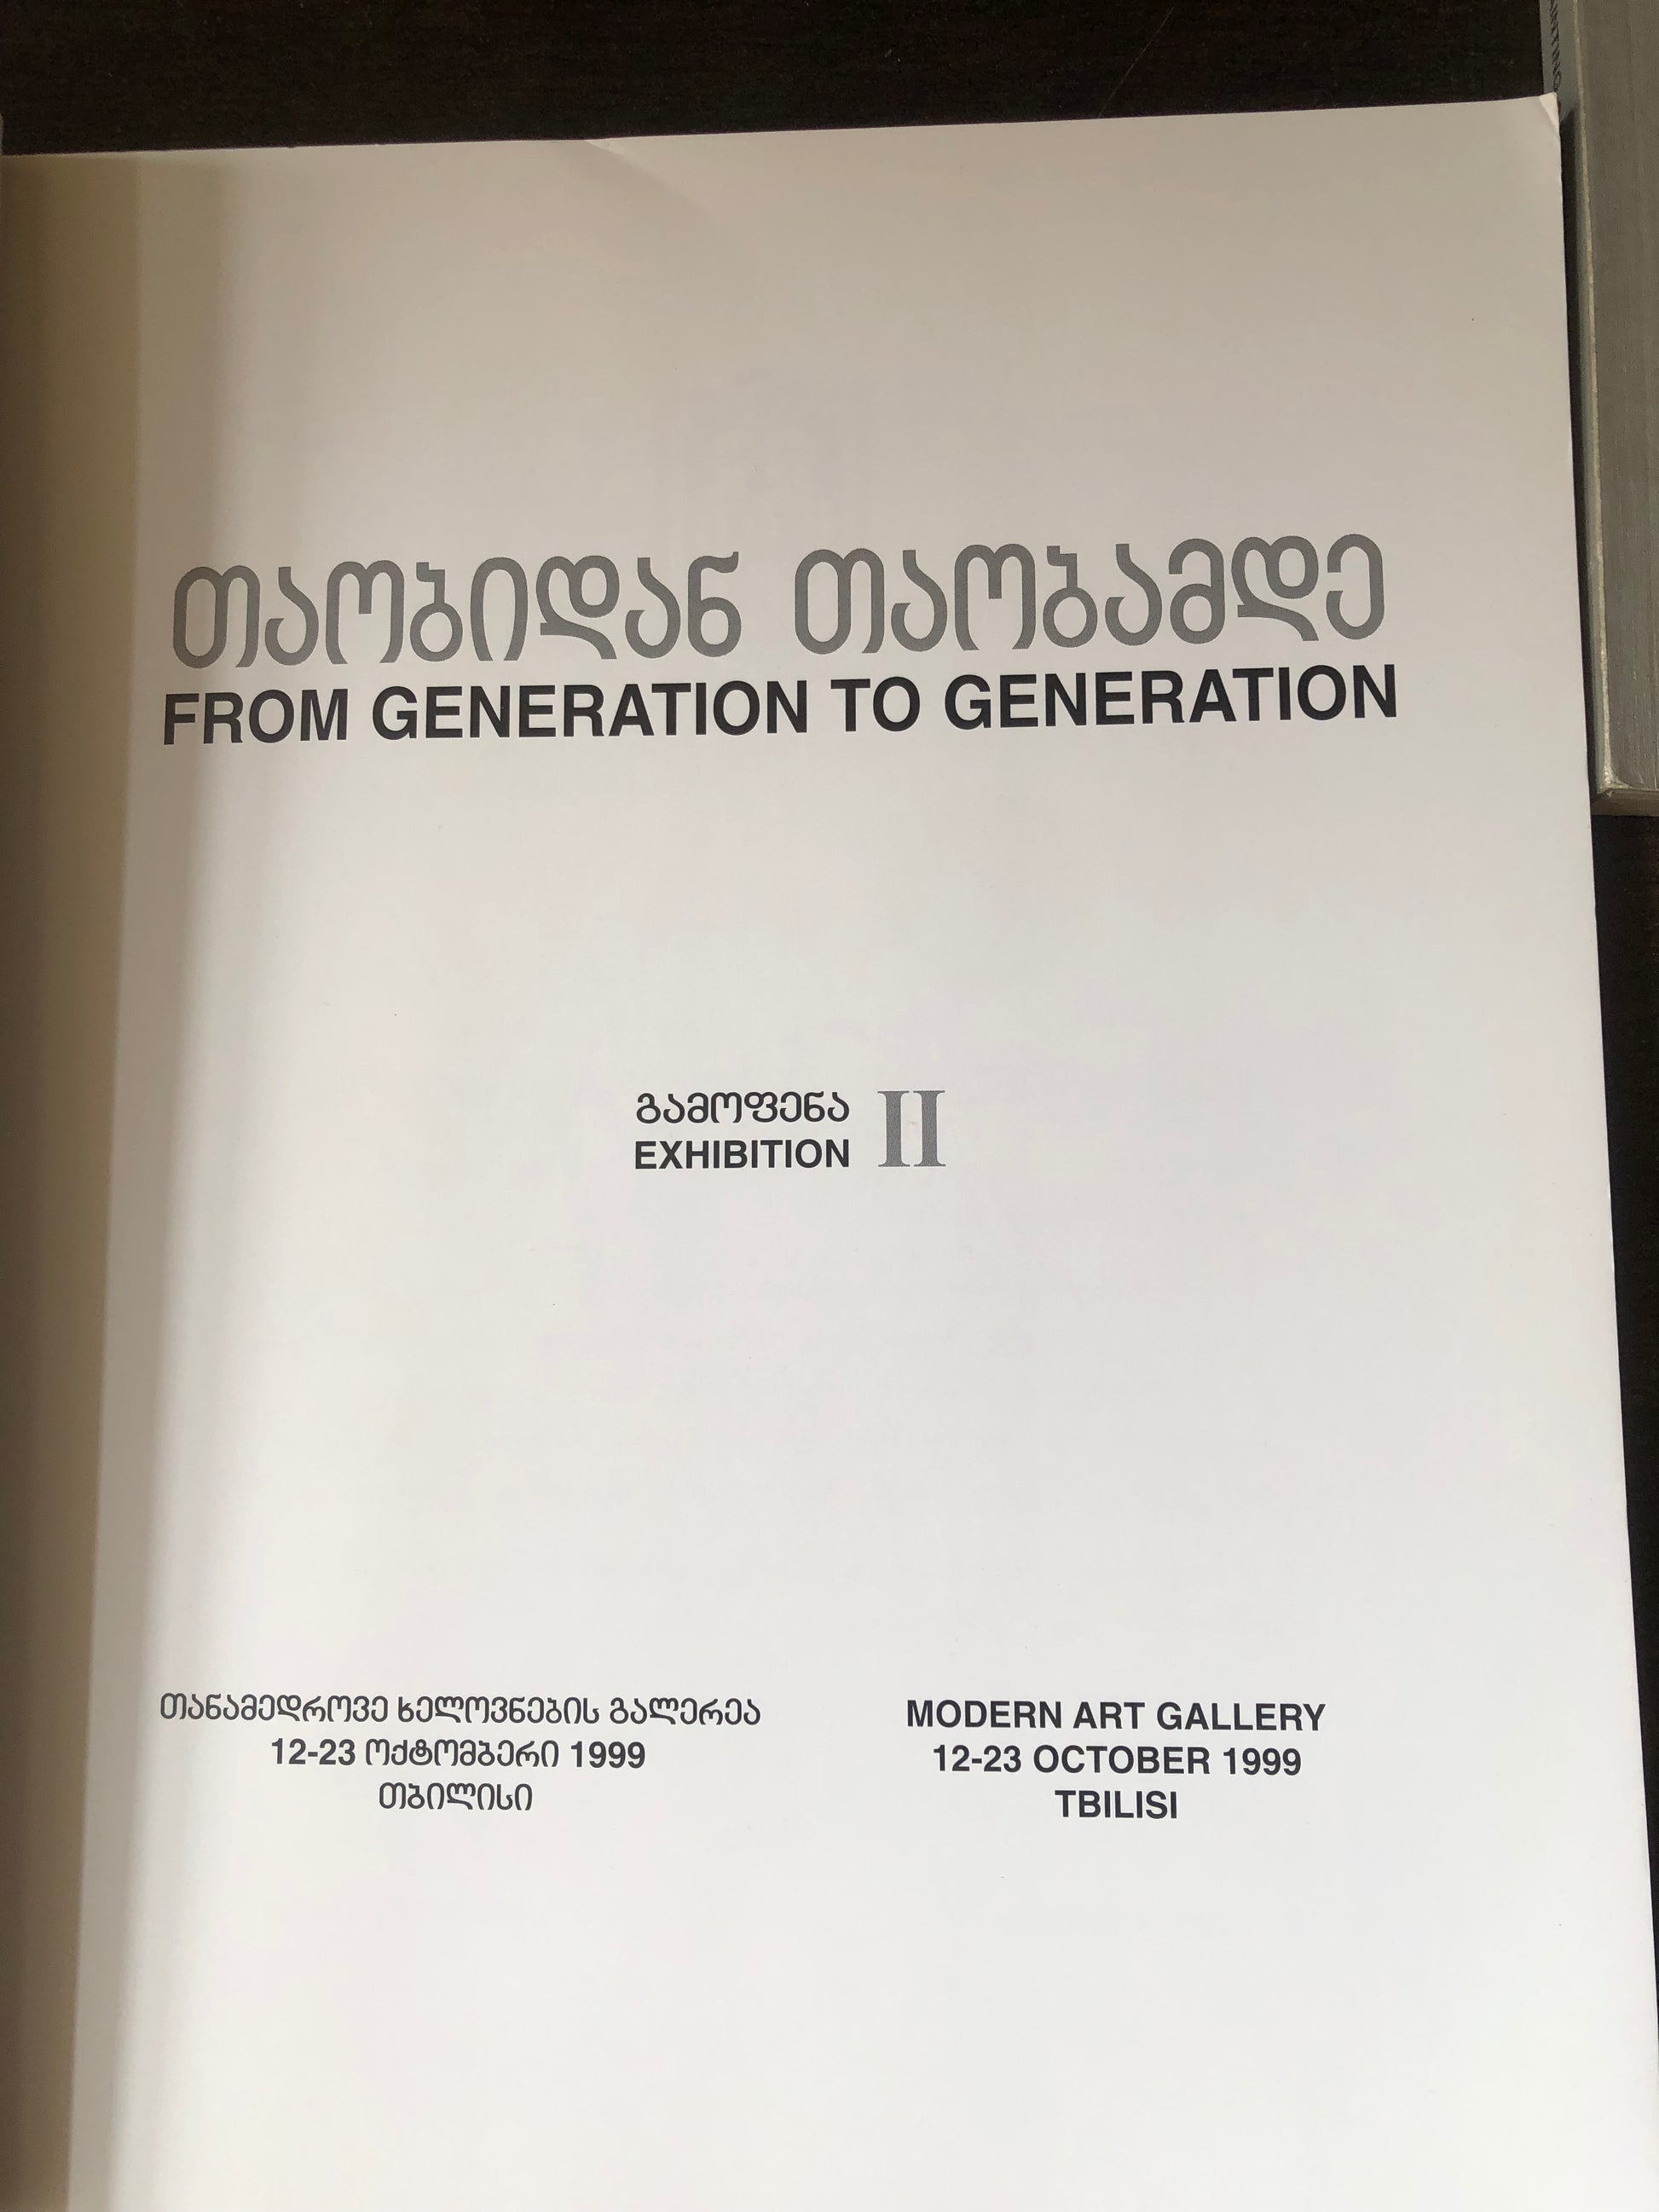 თაობიდან თაობამდე
FROM GENERATION TO GENERATION
გამოფენა II
EXHIBITION
თანამედროვე ხელოვნების გალერეა
12-23 ოქტომბერი 1999
თბილისი
MODERN ART GALLERY
12-23 OCTOBER 1999
TBILISI